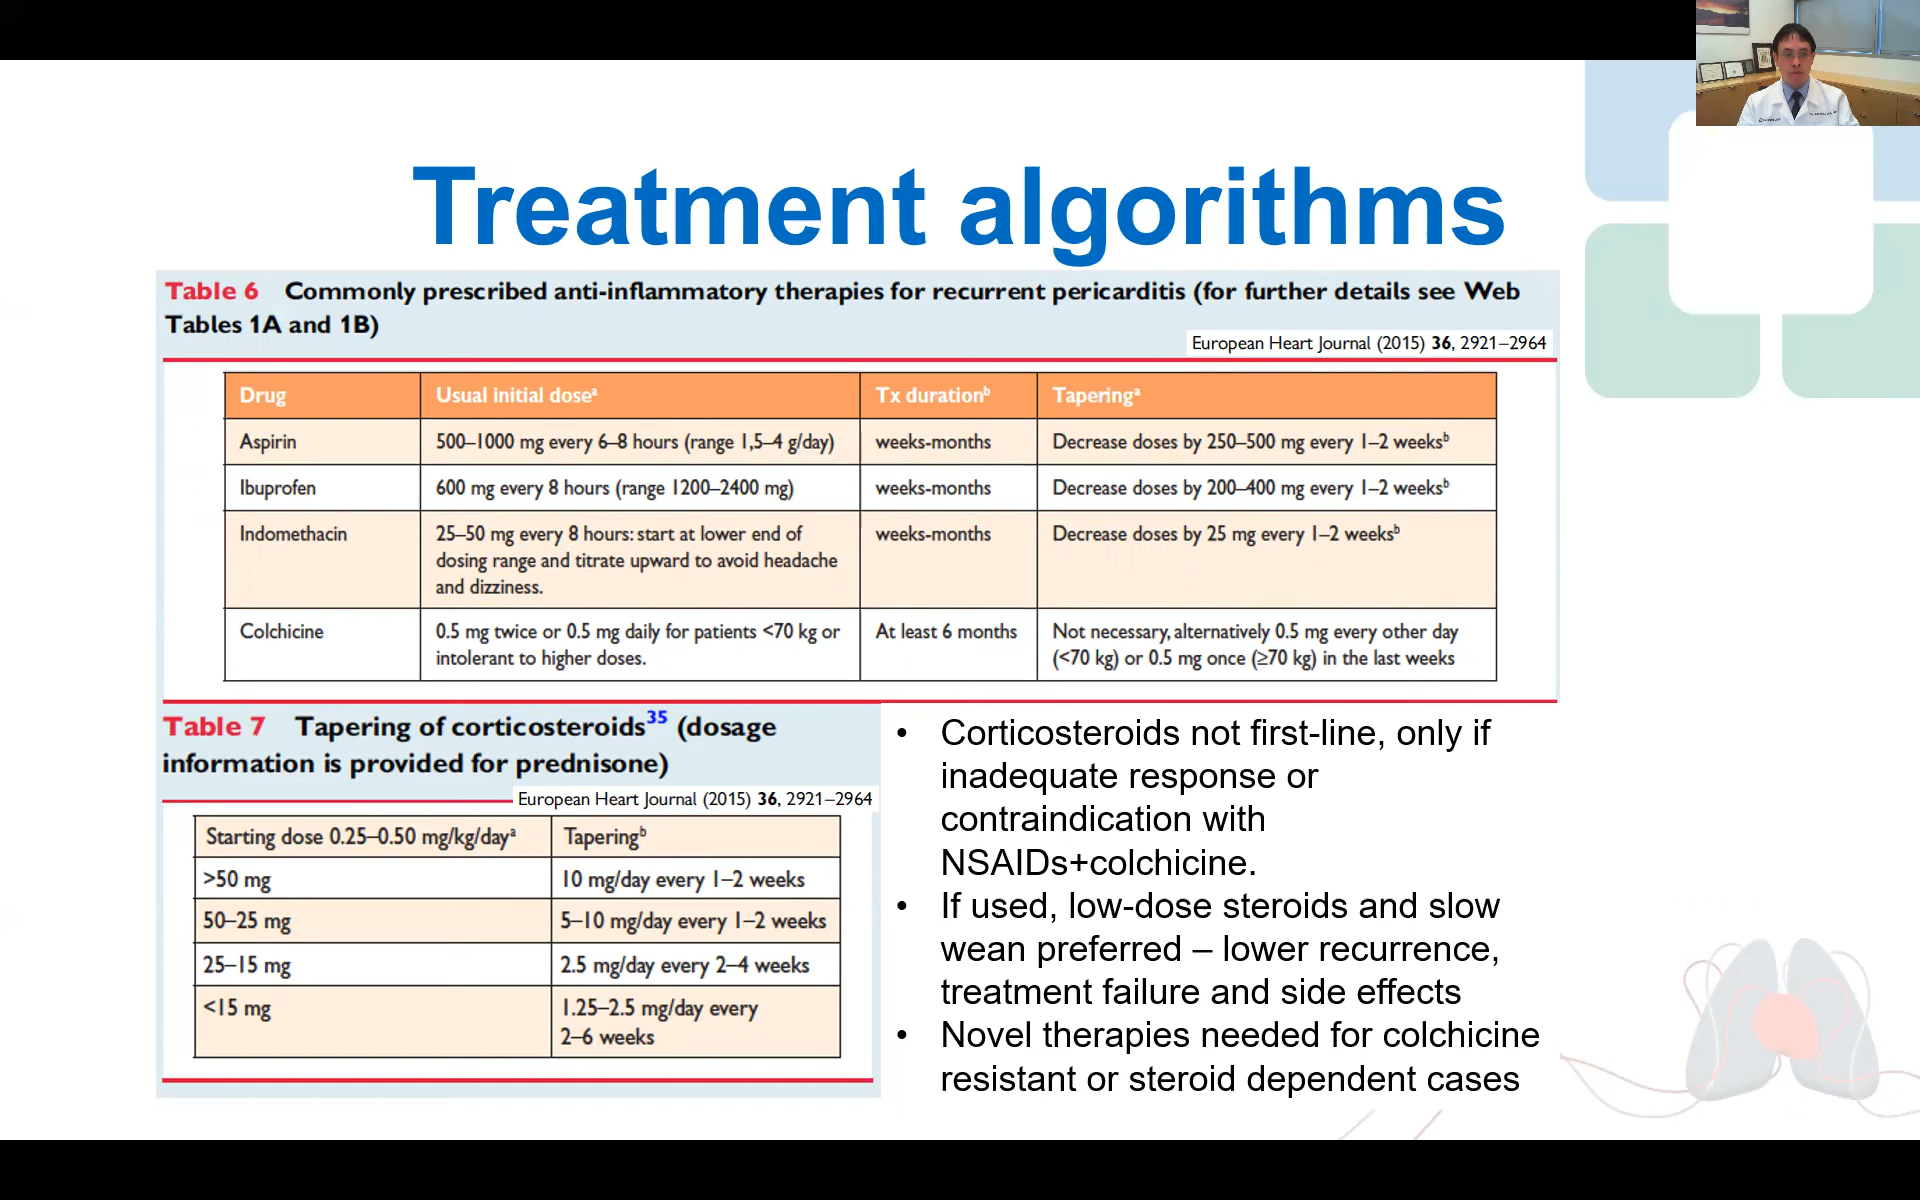 Treatment algorithms
Table 6 Commonly prescribed anti-inflammatory therapies for recurrent pericarditis (for further details see Web
Tables 1A and 1B)
European Heart Journal (2015) 36, 2921–2964
Drug Usual initial doseᵃ Tx durationᵇ Taperingᵃ
Aspirin 500–1000 mg every 6–8 hours (range 1,5–4 g/day) weeks-months Decrease doses by 250–500 mg every 1–2 weeksᵇ
Ibuprofen 600 mg every 8 hours (range 1200–2400 mg) weeks-months Decrease doses by 200–400 mg every 1–2 weeksᵇ
Indomethacin 25–50 mg every 8 hours: start at lower end of weeks-months Decrease doses by 25 mg every 1–2 weeksᵇ
dosing range and titrate upward to avoid headache
and dizziness.
Colchicine 0.5 mg twice or 0.5 mg daily for patients <70 kg or At least 6 months Not necessary, alternatively 0.5 mg every other day
intolerant to higher doses. (<70 kg) or 0.5 mg once (≥70 kg) in the last weeks
Table 7 Tapering of corticosteroids³⁵ (dosage
information is provided for prednisone)
European Heart Journal (2015) 36, 2921–2964
Starting dose 0.25–0.50 mg/kg/dayᵃ Taperingᵇ
>50 mg 10 mg/day every 1–2 weeks
50–25 mg 5–10 mg/day every 1–2 weeks
25–15 mg 2.5 mg/day every 2–4 weeks
<15 mg 1.25–2.5 mg/day every
2–6 weeks
• Corticosteroids not first-line, only if
inadequate response or
contraindication with
NSAIDs+colchicine.
• If used, low-dose steroids and slow
wean preferred – lower recurrence,
treatment failure and side effects
• Novel therapies needed for colchicine
resistant or steroid dependent cases